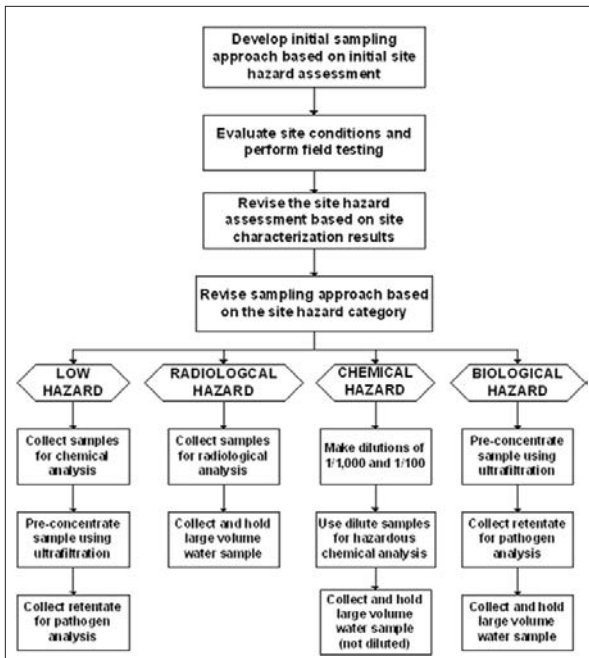 Develop initial sampling
approach based on initial site
hazard assessment
Evaluate site conditions and
perform field testing
Revise the site hazard
assessment based on site
characterization results
Revise sampling approach based
on the site hazard category
LOW
HAZARD
Collect samples
for chemical
analysis
Pre-concentrate
sample using
ultrafiltration
Collect retentate
for pathogen
analysis
RADIOLOGCAL
HAZARD
Collect samples
for radiological
analysis
Collect and hold
large volume
water sample
CHEMICAL
HAZARD
Make dilutions of
1/1,000 and 1/100
Use dilute samples
for hazardous
chemical analysis
Collect and hold
large volume
water sample
(not diluted)
BIOLOGICAL
HAZARD
Pre-concentrate
sample using
ultrafiltration
Collect retentate
for pathogen
analysis
Collect and hold
large volume
water sample